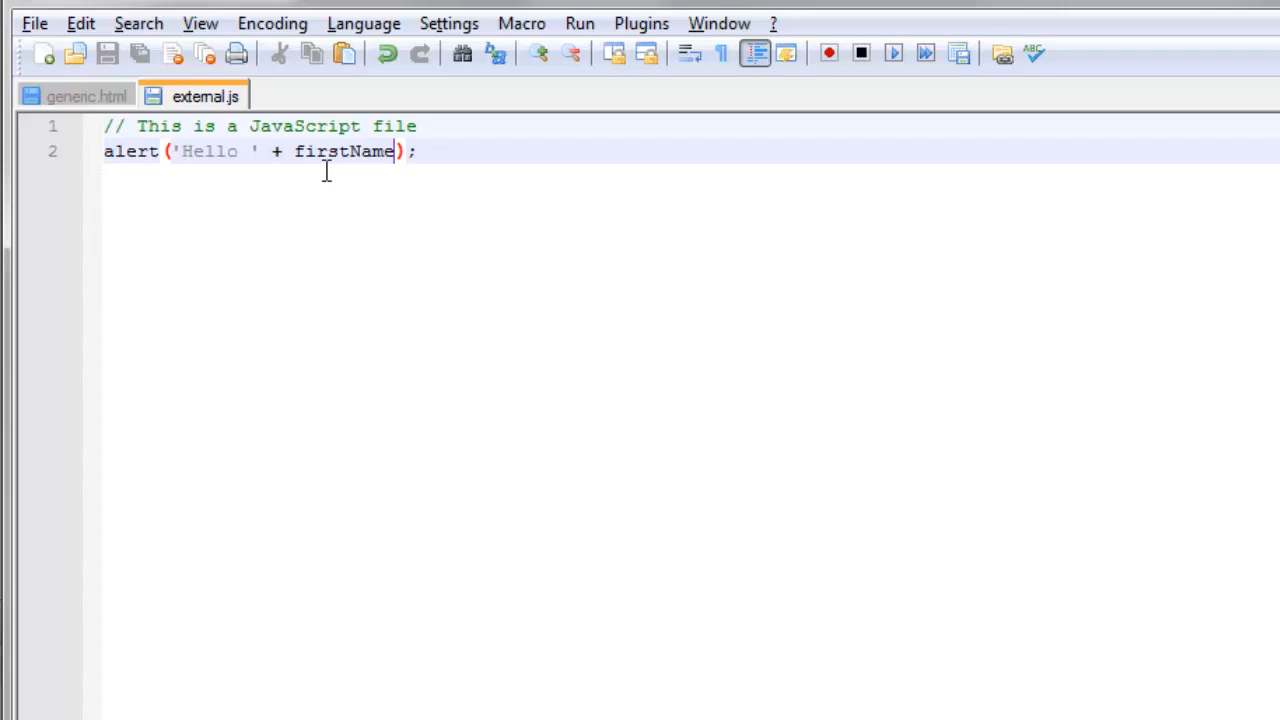 File Edit Search View Encoding Language Settings Macro Run Plugins Window ?
ABC
generic.html external.js
1 // This is a JavaScript file
2 alert('Hello ' + firstName);